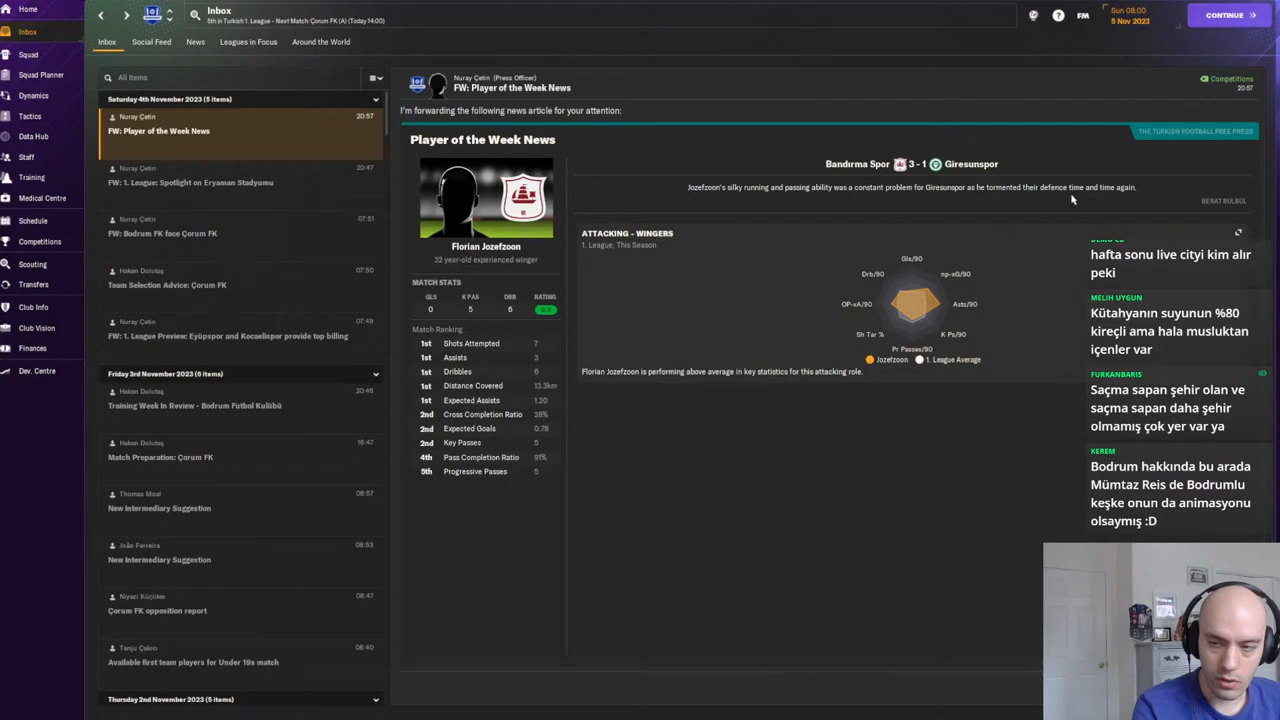 Home
Inbox
Squad
Squad Planner
Dynamics
Tactics
Data Hub
Staff
Training
Medical Centre
Schedule
Competitions
Scouting
Transfers
Club Info
Club Vision
Finances
Dev. Centre
Inbox
5th in Turkish 1. League - Next Match: Çorum FK (A) (Today 14:00)
FM
Sun 08:00
5 Nov 2023
CONTINUE
Inbox
Social Feed
News
Leagues in Focus
Around the World
All Items
Saturday 4th November 2023 (5 items)
Nuray Çetin 20:57
FW: Player of the Week News
Nuray Çetin 20:47
FW: 1. League: Spotlight on Eryaman Stadyumu
Nuray Çetin 07:51
FW: Bodrum FK face Çorum FK
Hakan Dolutaş 07:50
Team Selection Advice: Çorum FK
Nuray Çetin 07:49
FW: 1. League Preview: Eyüpspor and Kocaelispor provide top billing
Friday 3rd November 2023 (6 items)
Hakan Dolutaş 20:46
Training Week In Review - Bodrum Futbol Kulübü
Hakan Dolutaş 16:47
Match Preparation: Çorum FK
Thomas Moal 08:57
New Intermediary Suggestion
João Ferreira 08:53
New Intermediary Suggestion
Niyazi Küçüker 08:47
Çorum FK opposition report
Tanju Çakıcı 08:40
Available first team players for Under 19s match
Thursday 2nd November 2023 (5 items)
Nuray Çetin (Press Officer)
FW: Player of the Week News
Competitions
20:57
I'm forwarding the following news article for your attention:
THE TURKISH FOOTBALL FREE PRESS
Player of the Week News
Florian Jozefzoon
32 year-old experienced winger
MATCH STATS
GLS K PAS DRB RATING
0 5 6 9.3
Match Ranking
1st Shots Attempted 7
1st Assists 3
1st Dribbles 6
1st Distance Covered 13.3km
1st Expected Assists 1.20
2nd Cross Completion Ratio 28%
2nd Expected Goals 0.78
2nd Key Passes 5
4th Pass Completion Ratio 91%
5th Progressive Passes 5
Bandırma Spor 3 - 1 Giresunspor
Jozefzoon's silky running and passing ability was a constant problem for Giresunspor as he tormented their defence time and time again.
BERAT BÜLBÜL
ATTACKING - WINGERS
1. League, This Season
Gls/90
Drb/90 np-xG/90
OP-xA/90 Asts/90
Sh Tar % K Ps/90
Pr Passes/90
Jozefzoon 1. League Average
Florian Jozefzoon is performing above average in key statistics for this attacking role.
hafta sonu live cityi kim alır
peki
MELIH UYGUN
Kütahyanın suyunun %80
kireçli ama hala musluktan
içenler var
FURKANBARIS
Saçma sapan şehir olan ve
saçma sapan daha şehir
olmamış çok yer var ya
KEREM
Bodrum hakkında bu arada
Mümtaz Reis de Bodrumlu
keşke onun da animasyonu
olsaymış :D